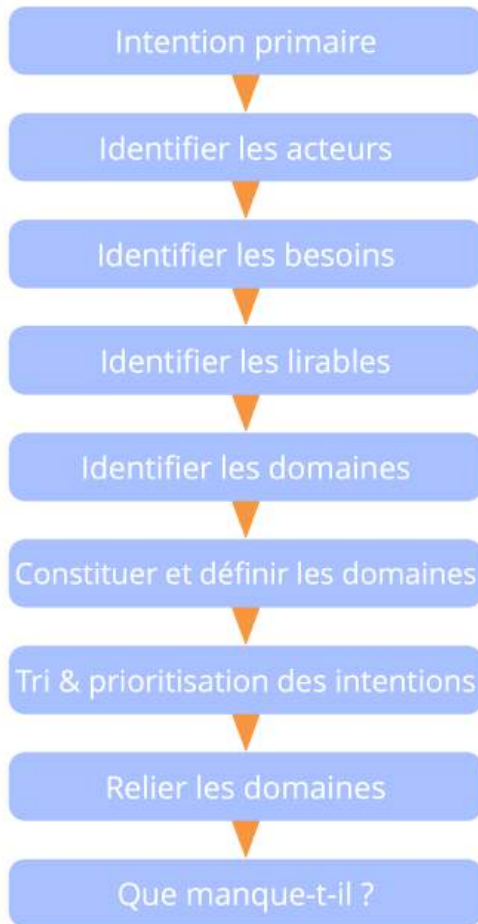 Intention primaire
Identifier les acteurs
Identifier les besoins
Identifier les lirables
Identifier les domaines
Constituer et définir les domaines
Tri & prioritisation des intentions
Relier les domaines
Que manque-t-il ?